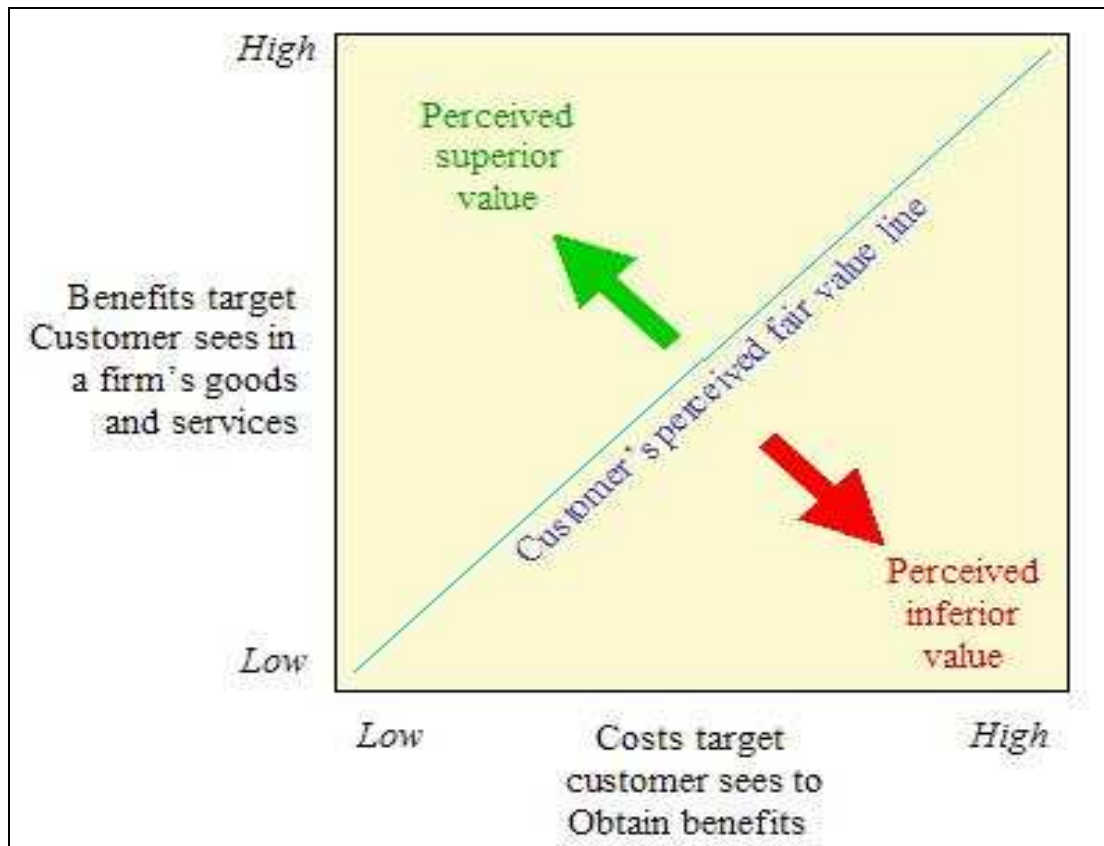 High
Perceived
superior
value
Benefits target
Customer sees in
a firm's goods
and services
Customer's perceived fair value line
Perceived
inferior
value
Low
Low
Costs target
customer sees to
Obtain benefits
High